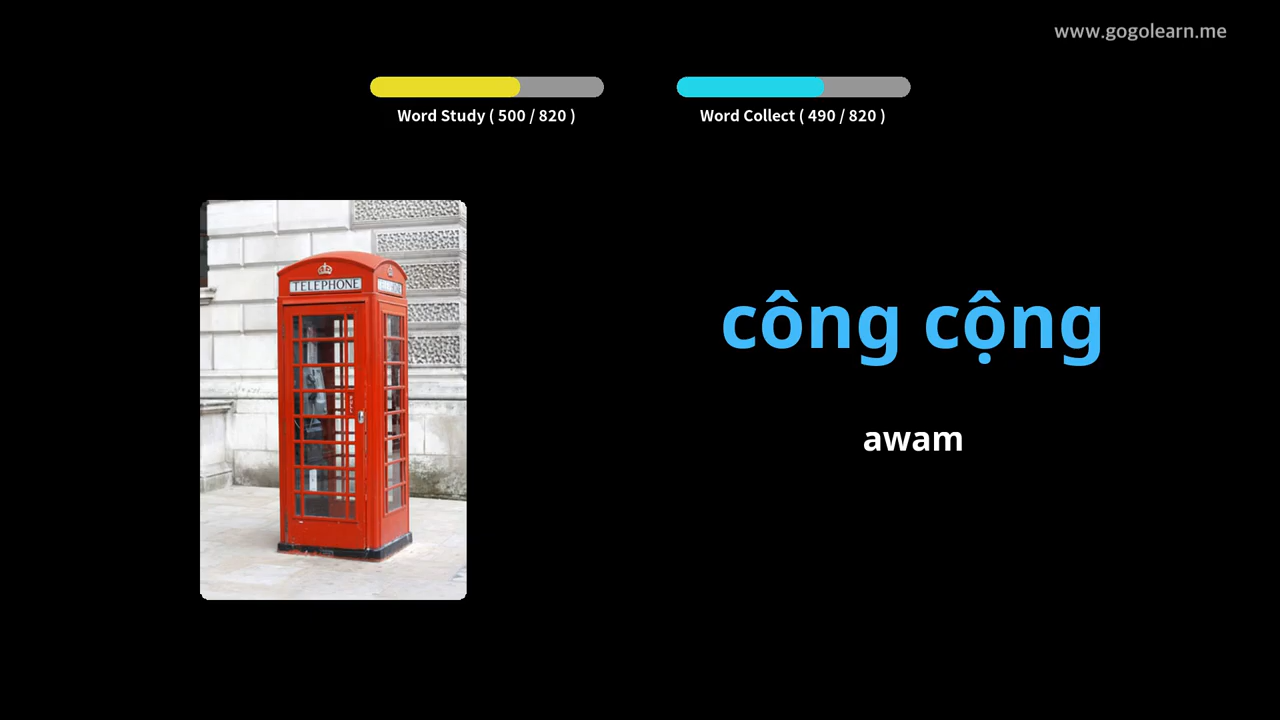 www.gogolearn.me
Word Study ( 500 / 820 )
Word Collect ( 490 / 820 )
TELEPHONE
công cộng
awam